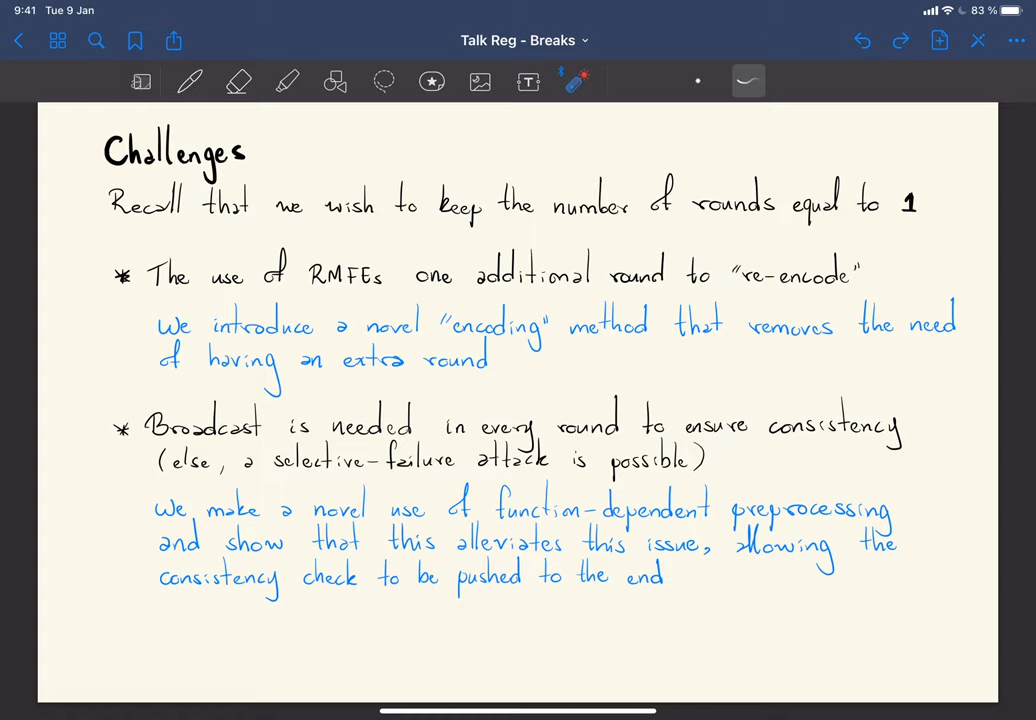 9:41 Tue 9 Jan
83 %
Talk Reg - Breaks
T
Challenges
Recall that we wish to keep the number of rounds equal to 1
* The use of RMFEs one additional round to "re-encode"
We introduce a novel "encoding" method that removes the need
of having an extra round
* Broadcast is needed in every round to ensure consistency
(else, a selective-failure attack is possible)
We make a novel use of function-dependent preprocessing
and show that this alleviates this issue, allowing the
consistency check to be pushed to the end